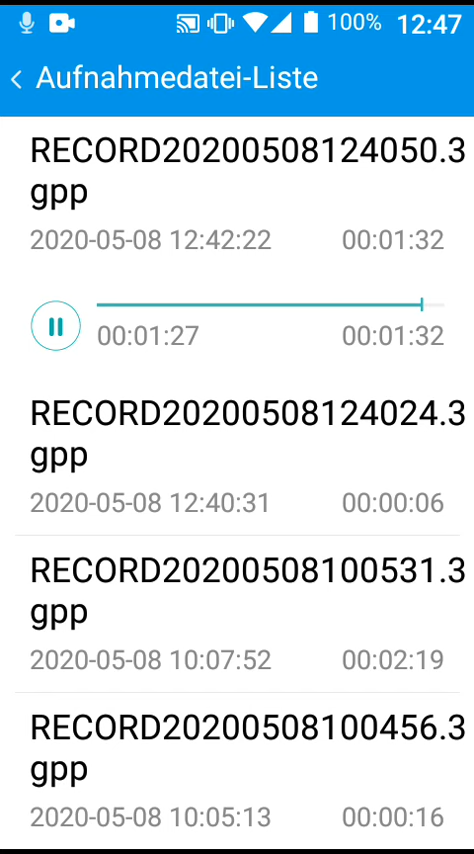 100% 12:47
Aufnahmedatei-Liste
RECORD20200508124050.3
gpp
2020-05-08 12:42:22 00:01:32
00:01:27 00:01:32
RECORD20200508124024.3
gpp
2020-05-08 12:40:31 00:00:06
RECORD20200508100531.3
gpp
2020-05-08 10:07:52 00:02:19
RECORD20200508100456.3
gpp
2020-05-08 10:05:13 00:00:16